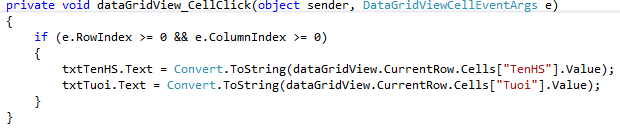 private void dataGridView_CellClick(object sender, DataGridViewCellEventArgs e)
{
    if (e.RowIndex >= 0 && e.ColumnIndex >= 0)
    {
        txtTenHS.Text = Convert.ToString(dataGridView.CurrentRow.Cells["TenHS"].Value);
        txtTuoi.Text = Convert.ToString(dataGridView.CurrentRow.Cells["Tuoi"].Value);
    }
}